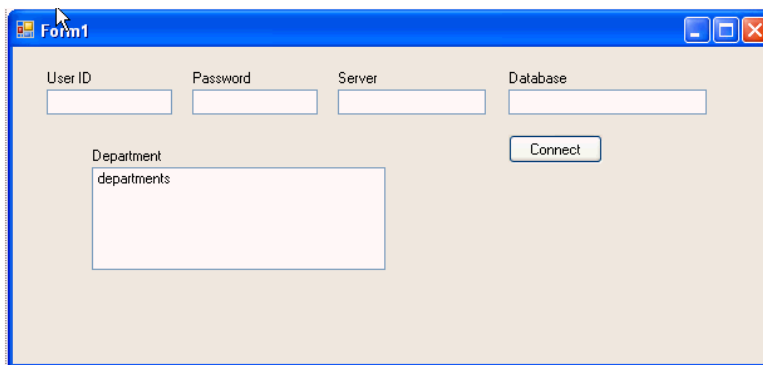 Form1
User ID Password Server Database
Connect
Department
departments